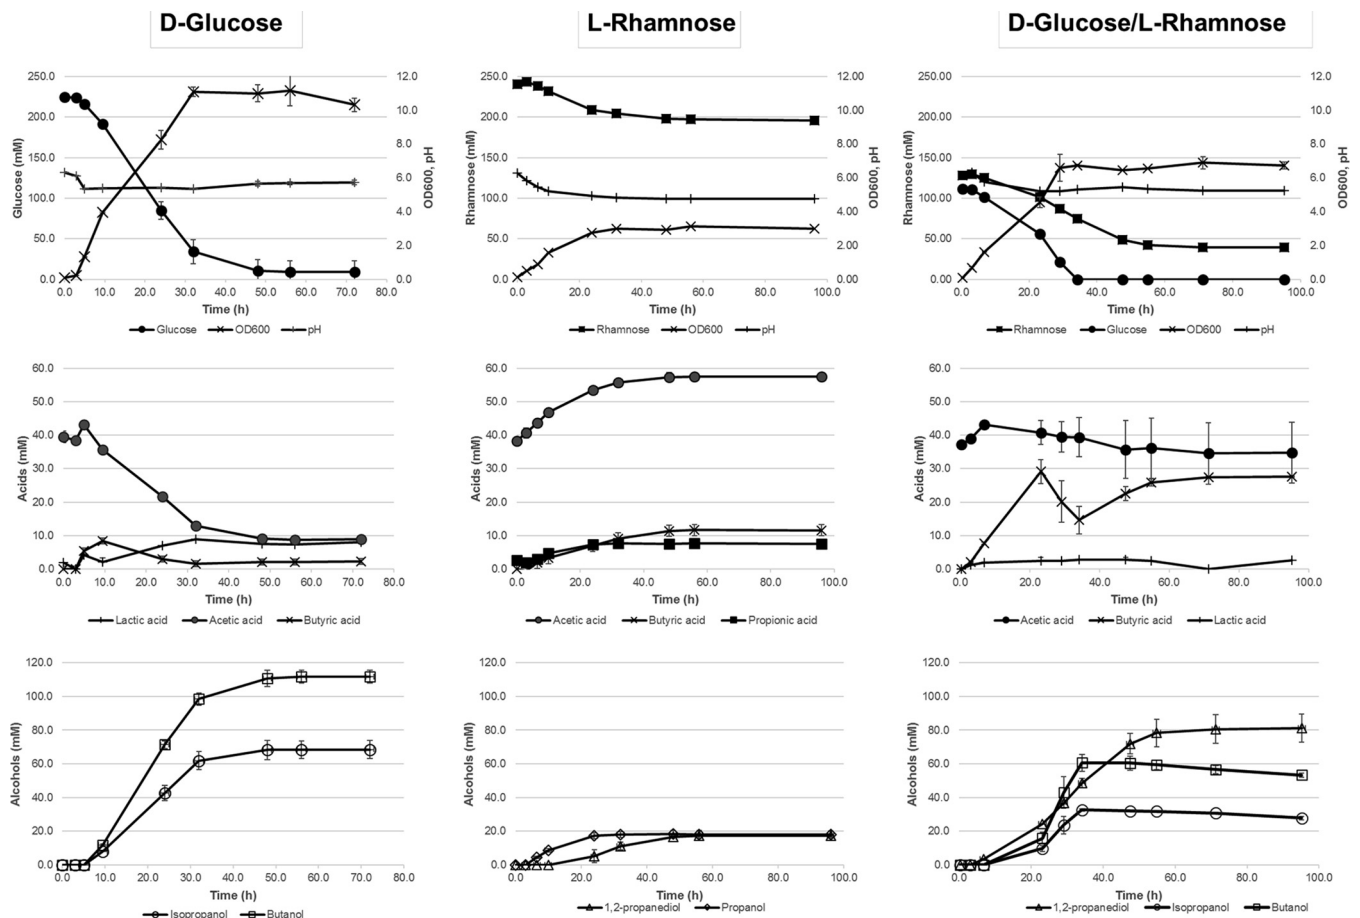 D-Glucose
L-Rhamnose
D-Glucose/L-Rhamnose
250.0
200.0
150.0
100.0
50.0
0.0
Glucose (mM)
12.0
10.0
8.0
6.0
4.0
2.0
0.0
OD600, pH
0.0 10.0 20.0 30.0 40.0 50.0 60.0 70.0 80.0
Time (h)
Glucose OD600 pH
250.00
200.00
150.00
100.00
50.00
0.00
Rhamnose (mM)
12.00
10.00
8.00
6.00
4.00
2.00
0.00
OD600, pH
0.0 20.0 40.0 60.0 80.0 100.0
Time (h)
Rhamnose OD600 pH
250.00
200.00
150.00
100.00
50.00
0.00
Rhamnose (mM)
12.0
10.0
8.0
6.0
4.0
2.0
0.0
OD600, pH
0.0 20.0 40.0 60.0 80.0 100.0
Time (h)
Rhamnose Glucose OD600 pH
60.0
50.0
40.0
30.0
20.0
10.0
0.0
Acids (mM)
0.0 10.0 20.0 30.0 40.0 50.0 60.0 70.0 80.0
Time (h)
Lactic acid Acetic acid Butyric acid
60.0
50.0
40.0
30.0
20.0
10.0
0.0
Acids (mM)
0.0 20.0 40.0 60.0 80.0 100.0
Time (h)
Acetic acid Butyric acid Propionic acid
60.0
50.0
40.0
30.0
20.0
10.0
0.0
Acids (mM)
0.0 20.0 40.0 60.0 80.0 100.0
Time (h)
Acetic acid Butyric acid Lactic acid
120.0
100.0
80.0
60.0
40.0
20.0
0.0
Alcohols (mM)
0.0 10.0 20.0 30.0 40.0 50.0 60.0 70.0 80.0
Time (h)
Isopropanol Butanol
120.0
100.0
80.0
60.0
40.0
20.0
0.0
Alcohols (mM)
0.0 20.0 40.0 60.0 80.0 100.0
Time (h)
1,2-propanediol Propanol
120.0
100.0
80.0
60.0
40.0
20.0
0.0
Alcohols (mM)
0.0 20.0 40.0 60.0 80.0 100.0
Time (h)
1,2-propanediol Isopropanol Butanol